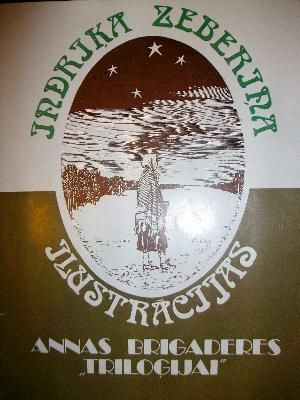 INDRIĶA ZEBERIŅA
ILUSTRĀCIJAS
ANNAS BRIGADERES
„TRILOĢIJAI"